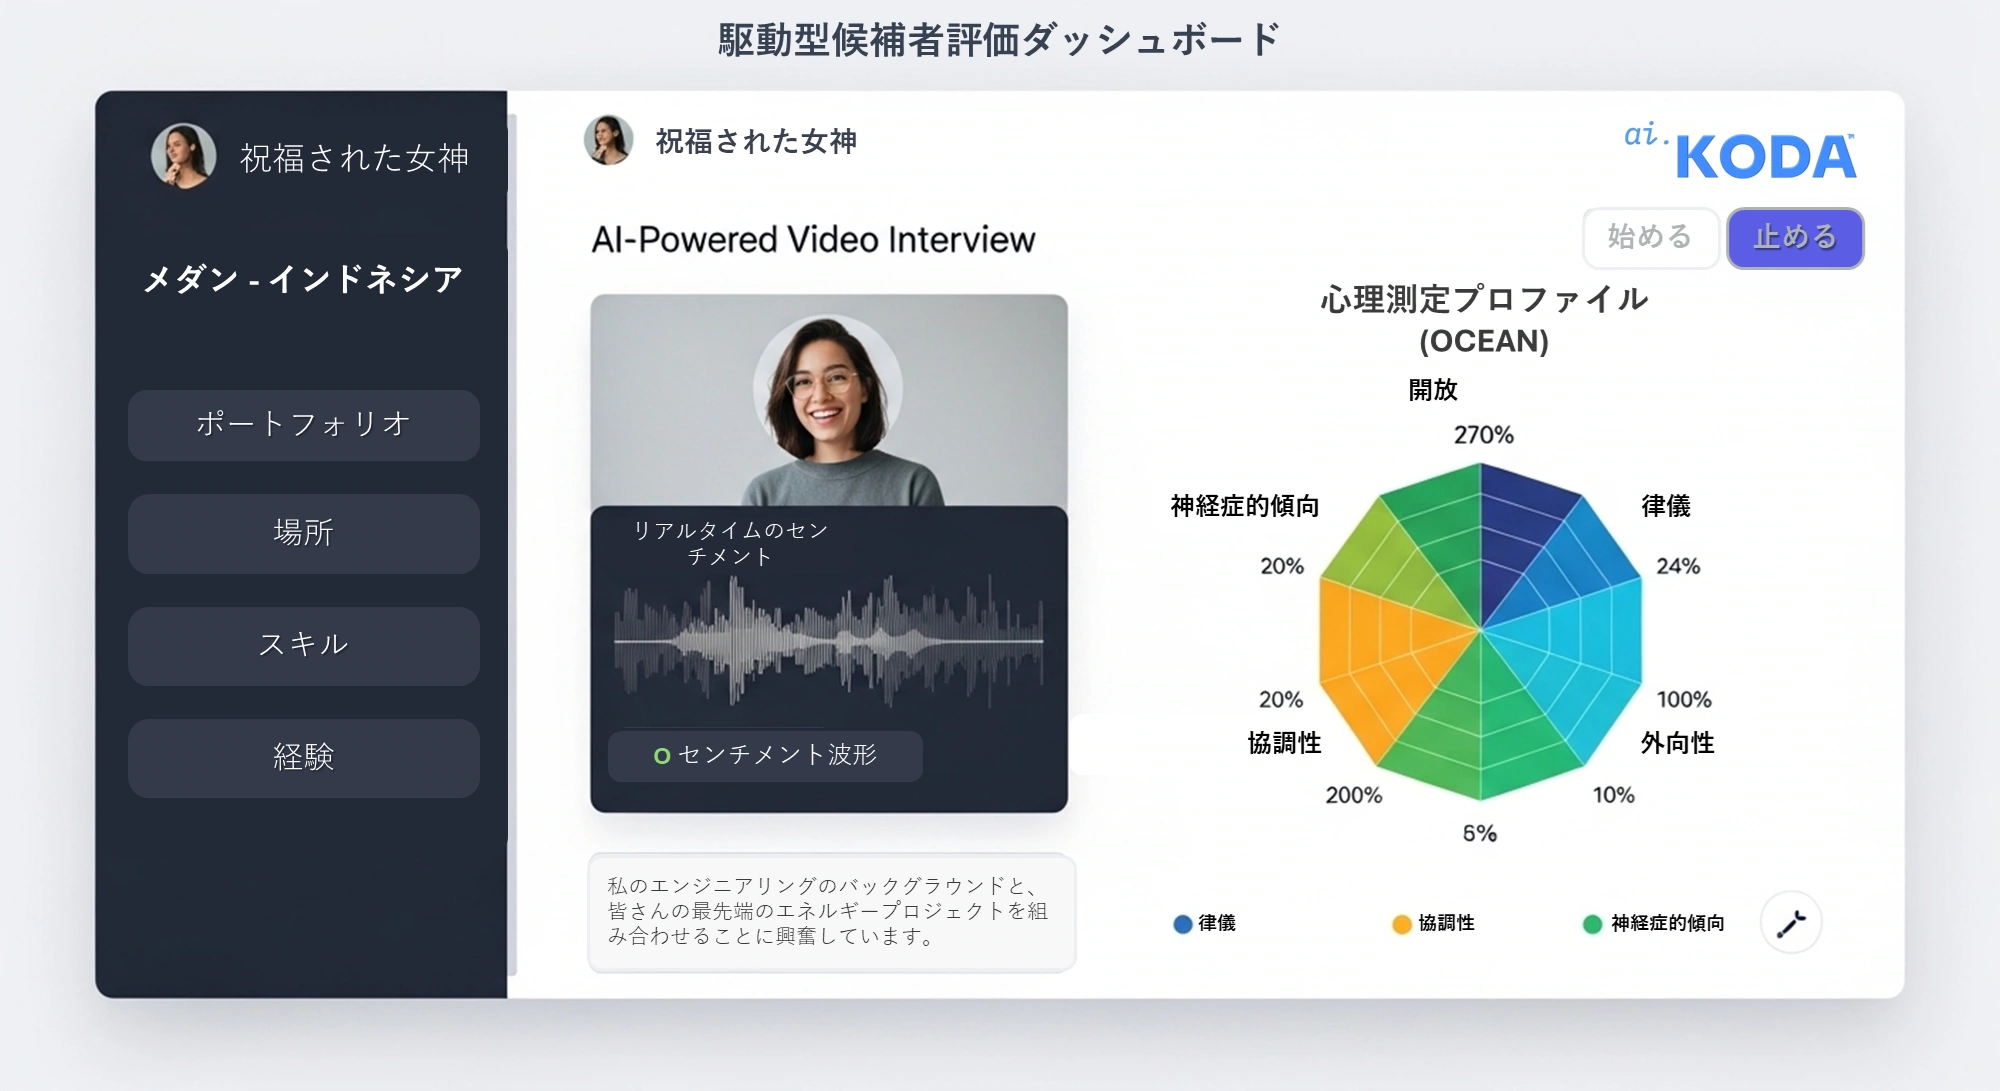 駆動型候補者評価ダッシュボード
祝福された女神
メダン - インドネシア
ポートフォリオ
場所
スキル
経験
祝福された女神
ai.KODA™
AI-Powered Video Interview
始める
止める
リアルタイムのセン
チメント
センチメント波形
私のエンジニアリングのバックグラウンドと、
皆さんの最先端のエネルギープロジェクトを組
み合わせることに興奮しています。
心理測定プロファイル
(OCEAN)
開放
270%
神経症的傾向
律儀
20%
24%
20%
100%
協調性
外向性
200%
10%
6%
律儀
協調性
神経症的傾向